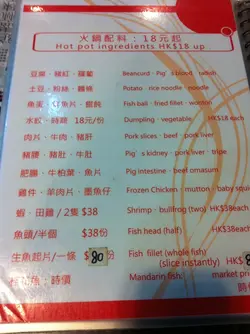 火鍋配料：18元起
Hot pot ingredients HK$18 up
豆腐、豬紅、蘿蔔 Beancurd、Pig's blood、radish
土豆、粉絲、麵條 Potato、rice noodle、noodle
魚蛋、炸魚片、餛飩 Fish ball、fried fillet、wonton
水餃、時蔬 18元/份 Dumpling、vegetable HK$18 each
肉片、牛肉、豬肝 Pork slices、beef、pork liver
豬腰、豬肚、牛肚 Pig's kidney、pork liver、tripe
肥腸、牛柏葉、魚片 Pig intestine、beef omasum
雞件、羊肉片、墨魚仔 Frozen Chicken、mutton、baby squid
蝦、田雞 / 2隻 $38 Shrimp、bullfrog (two) HK$38each
魚頭/半個 $38份 Fish head (half) HK$38each
生魚起片/一條 $80 Fish fillet (whole fish) (slice instantly) HK$
魚：時價 Mandarin fish: market